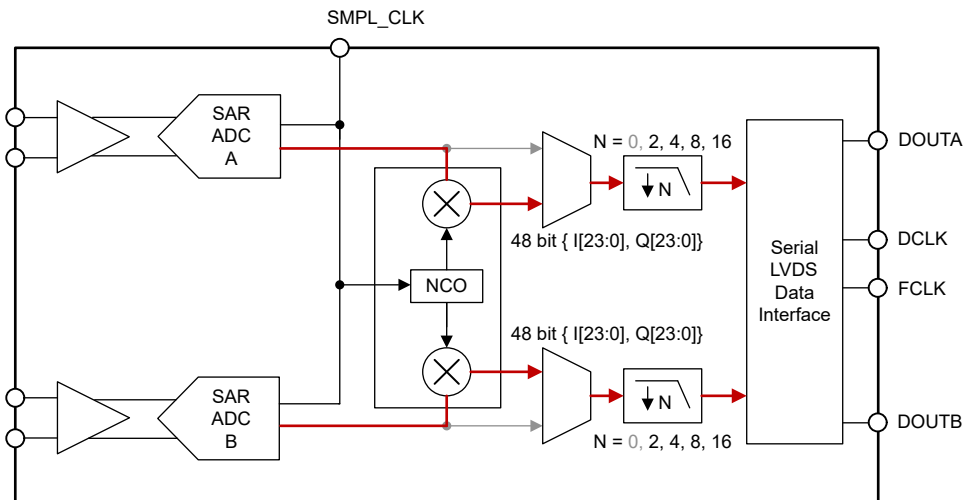 SMPL_CLK
SAR
ADC
A
N = 0, 2, 4, 8, 16
N
DOUTA
48 bit { I[23:0], Q[23:0]}
DCLK
NCO
Serial
LVDS
Data
Interface
FCLK
48 bit { I[23:0], Q[23:0]}
SAR
ADC
B
N
DOUTB
N = 0, 2, 4, 8, 16